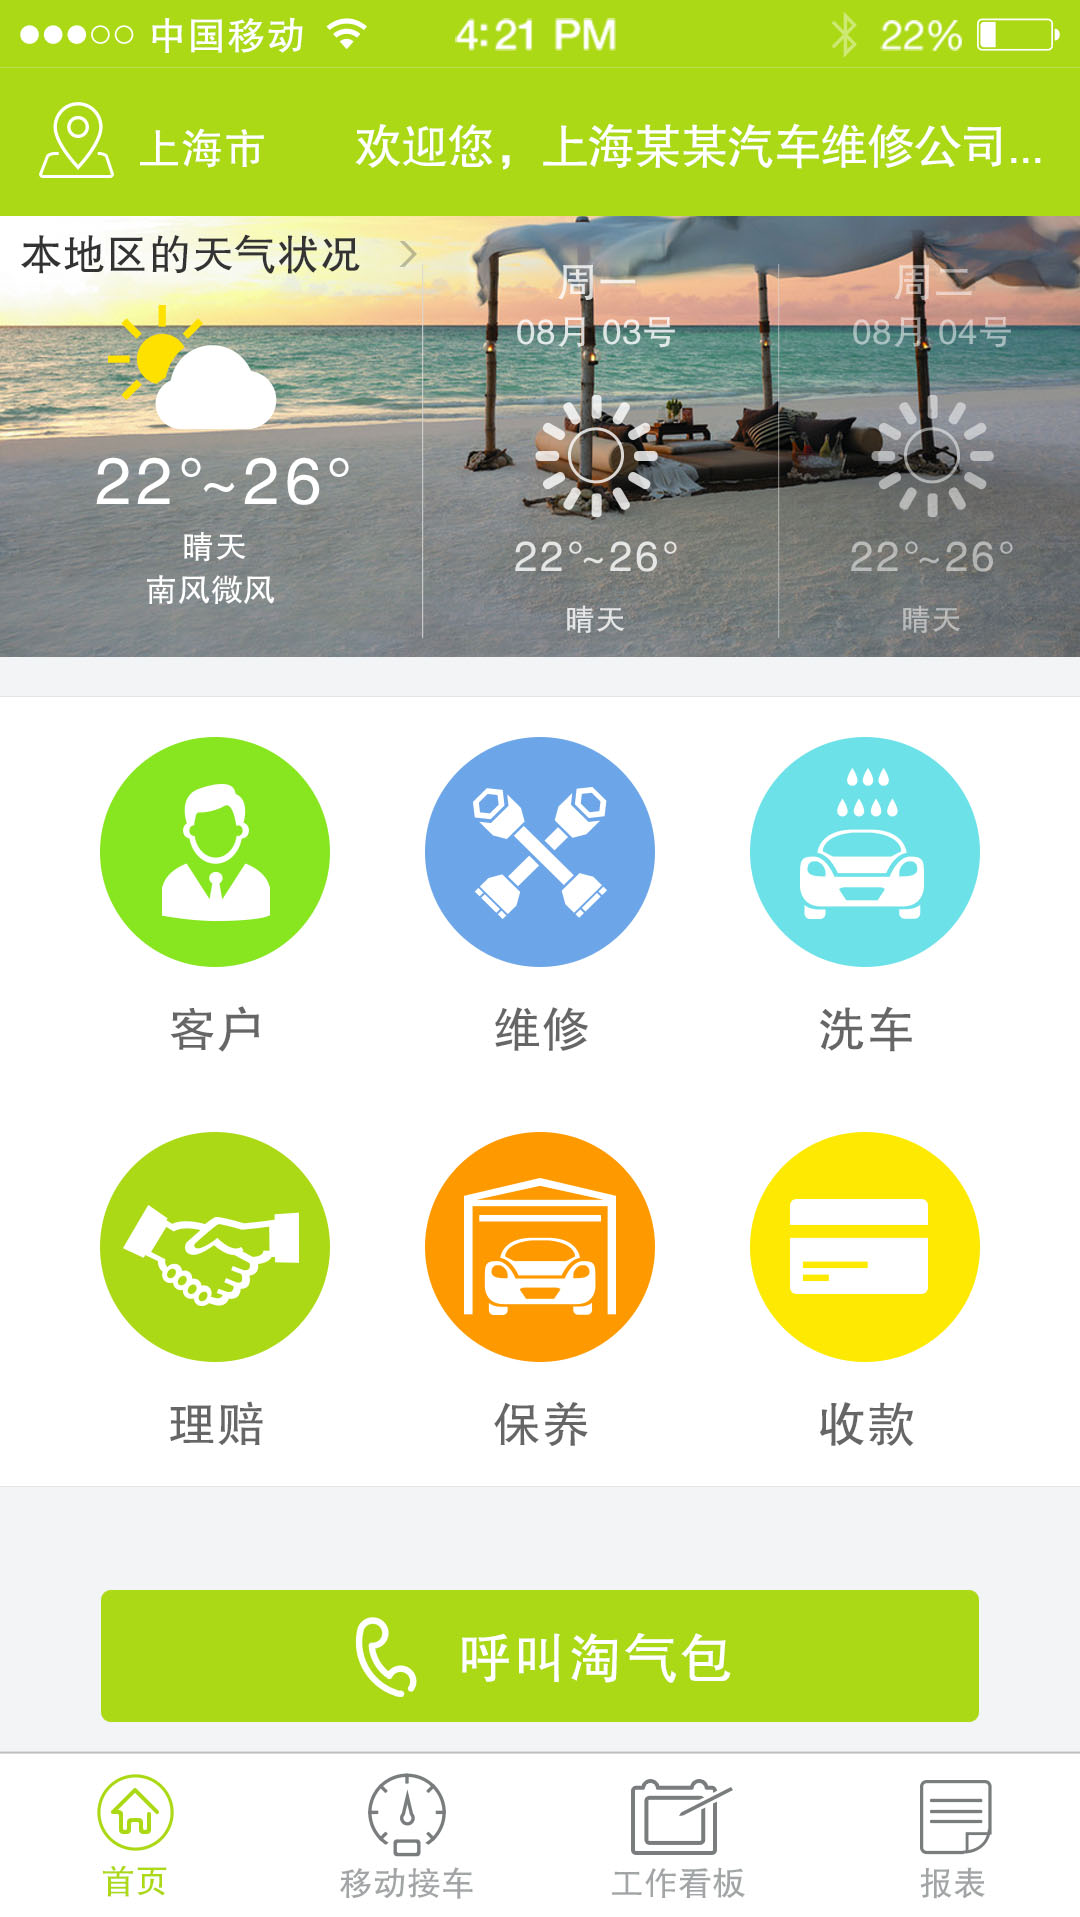 中国移动 4:21 PM 22%
上海市 欢迎您，上海某某汽车维修公司...
本地区的天气状况
22°~26°
晴天
南风微风
周一
08月 03号
22°~26°
晴天
周二
08月 04号
22°~26°
晴天
客户 维修 洗车
理赔 保养 收款
呼叫淘气包
首页 移动接车 工作看板 报表